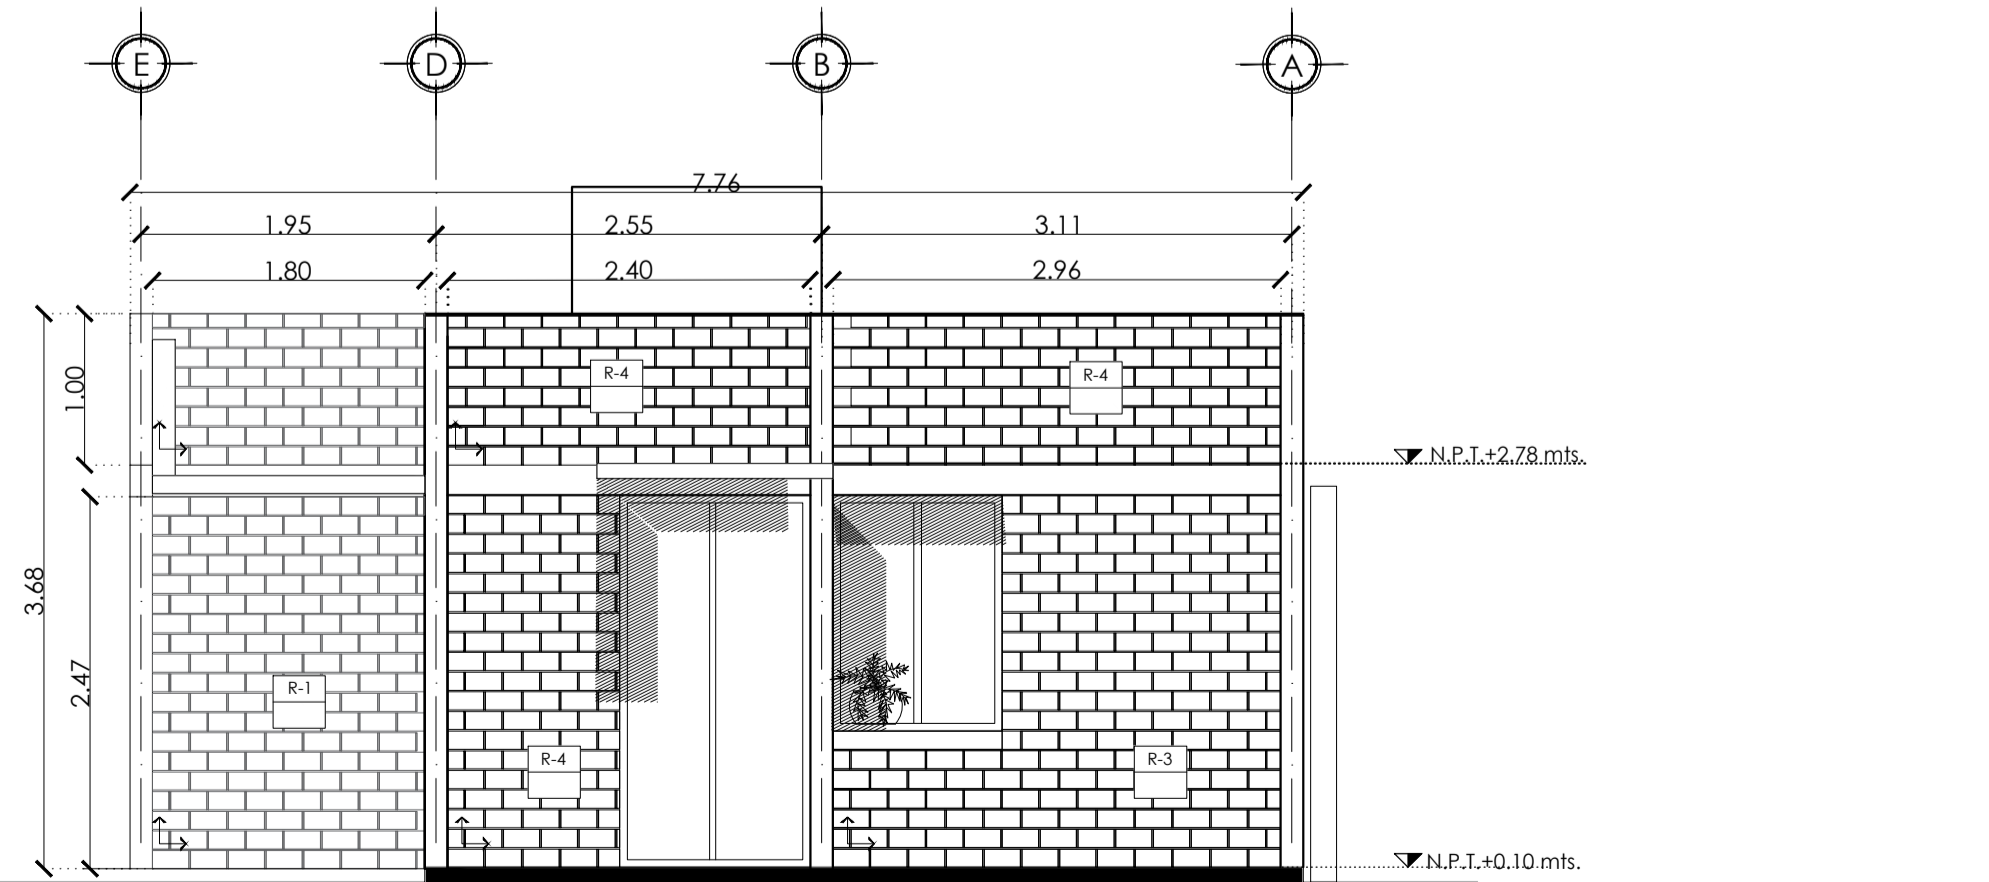 E D B A
7.76
1.95 2.55 3.11
1.80 2.40 2.96
R-4 R-4
1.00
N.P.T.+2.78 mts.
3.68
2.47
R-1
R-4 R-3
N.P.T.+0.10 mts.